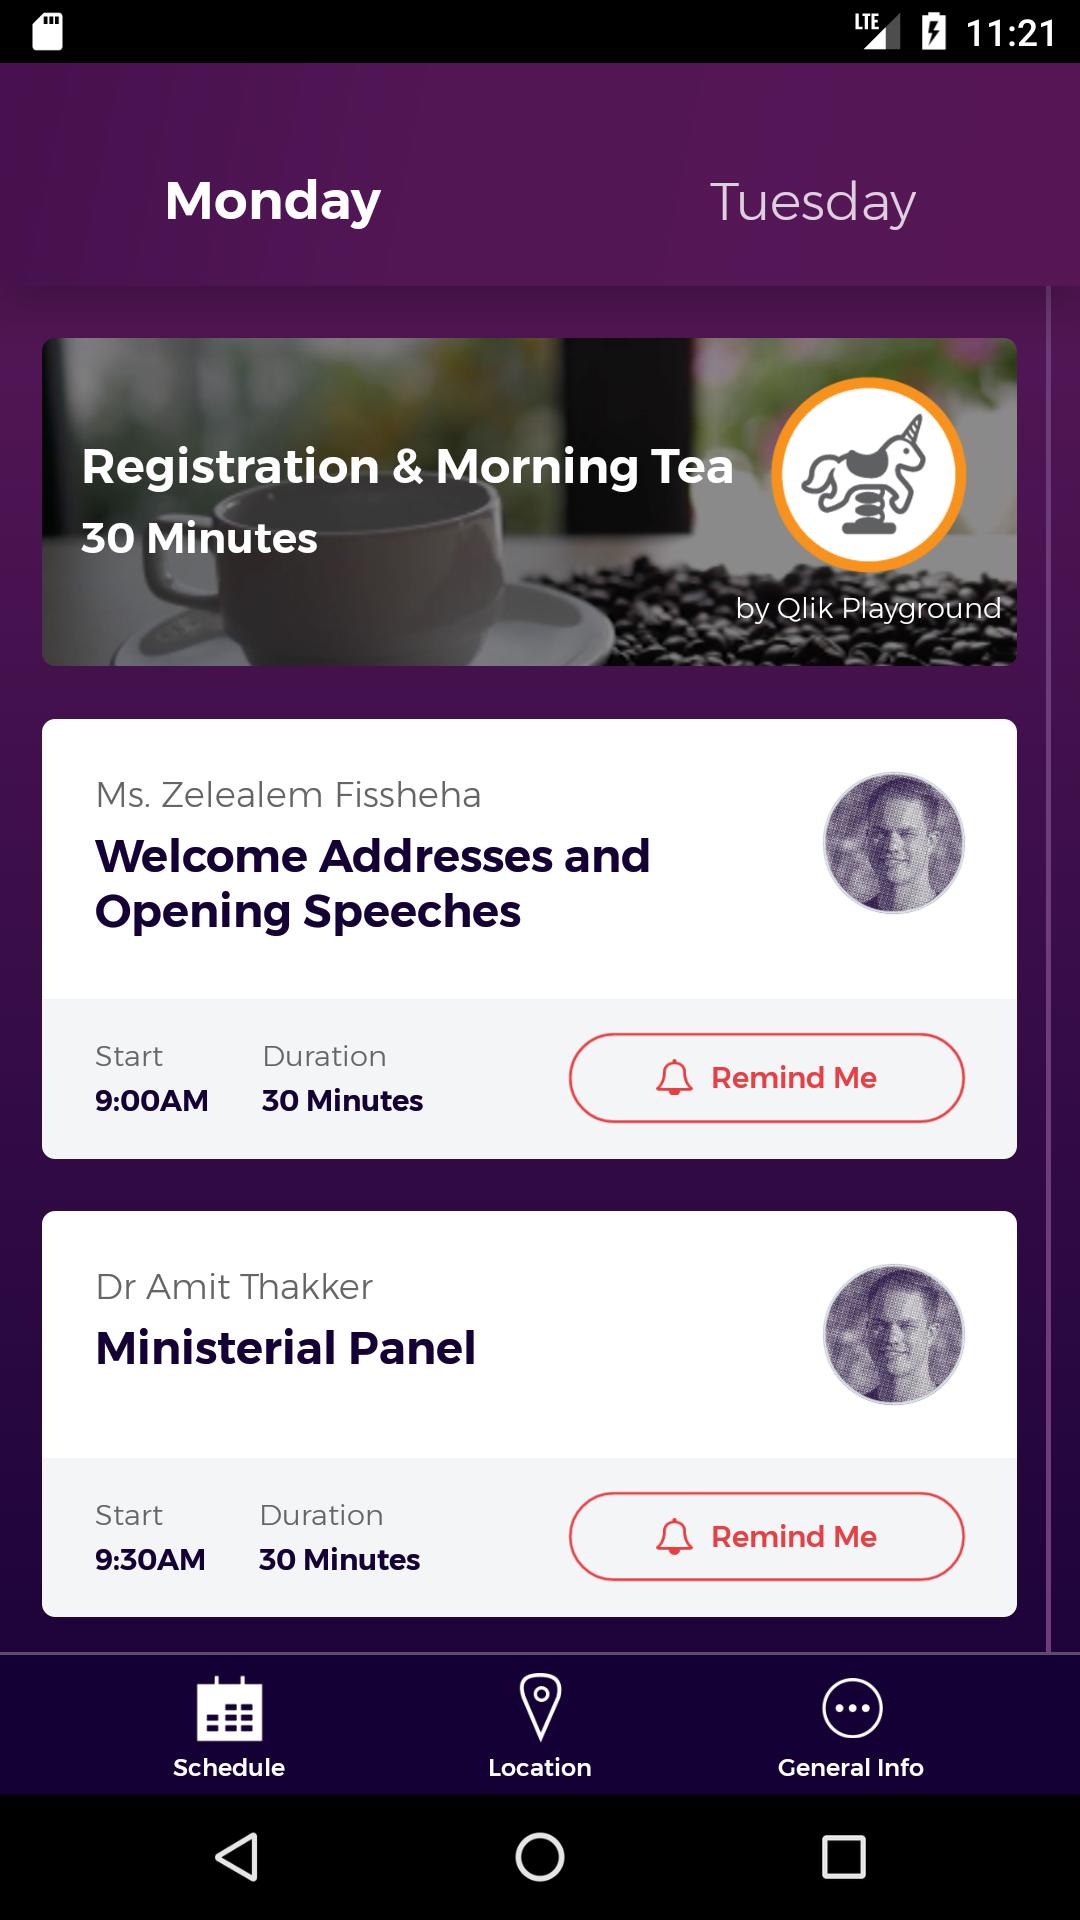 LTE 11:21
Monday Tuesday
Registration & Morning Tea
30 Minutes
by Qlik Playground
Ms. Zelealem Fissheha
Welcome Addresses and
Opening Speeches
Start Duration
9:00AM 30 Minutes
Remind Me
Dr Amit Thakker
Ministerial Panel
Start Duration
9:30AM 30 Minutes
Remind Me
Schedule Location General Info